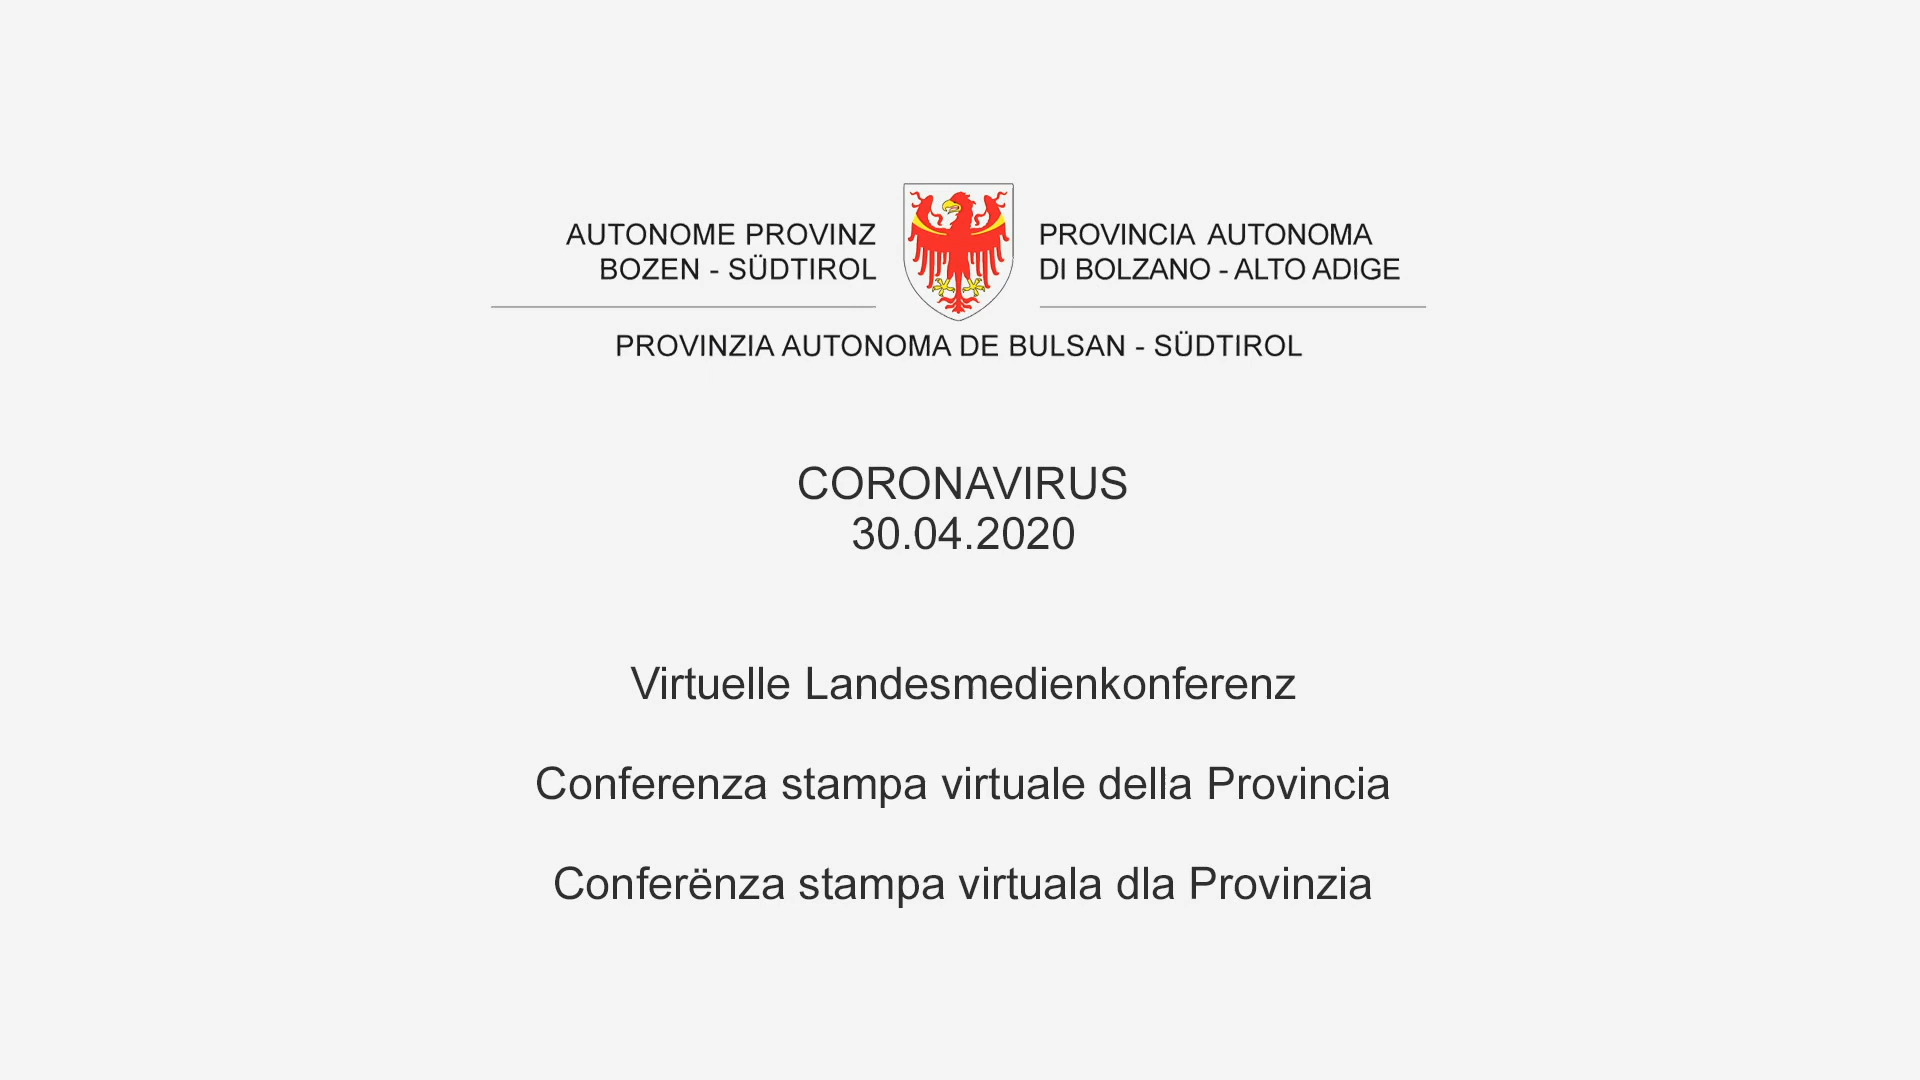 AUTONOME PROVINZ
BOZEN - SÜDTIROL
PROVINCIA AUTONOMA
DI BOLZANO - ALTO ADIGE
PROVINZIA AUTONOMA DE BULSAN - SÜDTIROL
CORONAVIRUS
30.04.2020
Virtuelle Landesmedienkonferenz
Conferenza stampa virtuale della Provincia
Conferënza stampa virtuala dla Provinzia